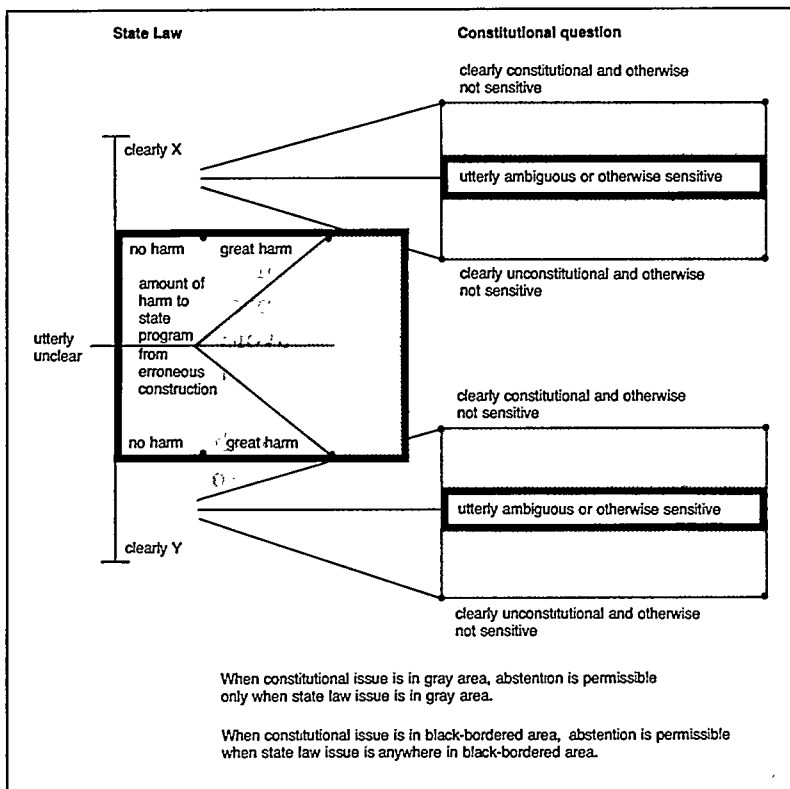 State Law
Constitutional question
clearly constitutional and otherwise
not sensitive
clearly X
utterly ambiguous or otherwise sensitive
no harm
great harm
clearly unconstitutional and otherwise
not sensitive
amount of
harm to
state
program
from
erroneous
construction
utterly
unclear
clearly constitutional and otherwise
not sensitive
no harm
great harm
utterly ambiguous or otherwise sensitive
clearly Y
clearly unconstitutional and otherwise
not sensitive
When constitutional issue is in gray area, abstention is permissible
only when state law issue is in gray area.
When constitutional issue is in black-bordered area, abstention is permissible
when state law issue is anywhere in black-bordered area.